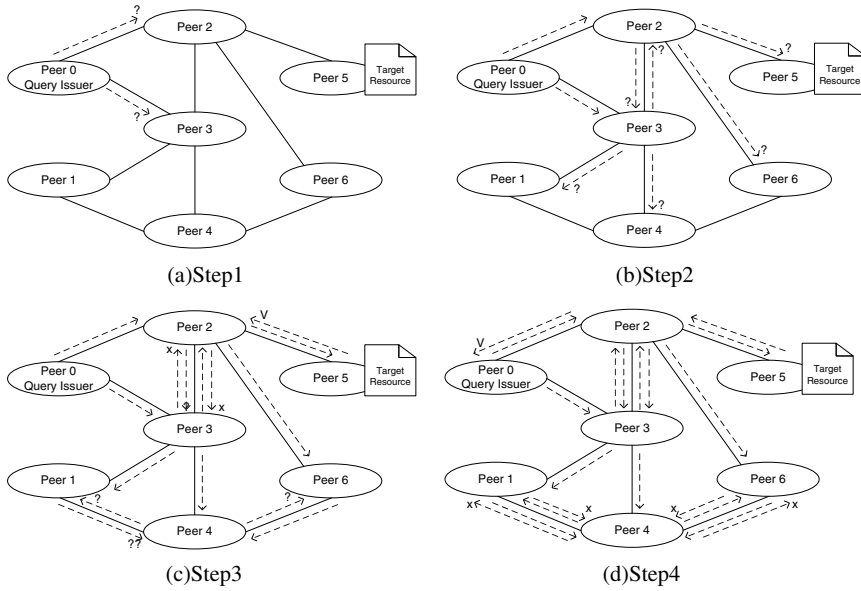 ?
Peer 2
Peer 0
Query Issuer
Peer 5
Target
Resource
?
Peer 3
Peer 1
Peer 6
Peer 4
(a)Step1
Peer 2
?
?
Peer 0
Query Issuer
Peer 5
Target
Resource
?
Peer 3
?
Peer 1
?
Peer 6
?
Peer 4
(b)Step2
V
Peer 2
x
Peer 0
Query Issuer
Peer 5
Target
Resource
?
x
Peer 3
Peer 1
Peer 6
?
?
Peer 4
??
(c)Step3
V
Peer 2
Peer 0
Query Issuer
Peer 5
Target
Resource
Peer 3
Peer 1
Peer 6
x
x
x
x
Peer 4
(d)Step4